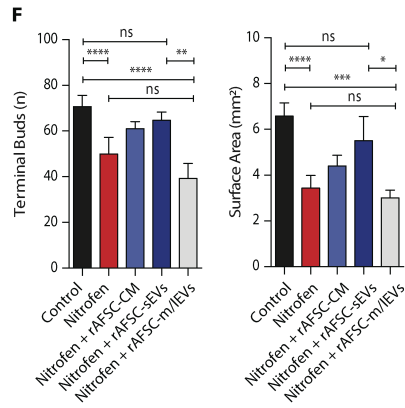 F
ns
****
**
****
ns
Terminal Buds (n)
100
80
60
40
20
0
Control
Nitrofen
Nitrofen + rAFSC-CM
Nitrofen + rAFSC-sEVs
Nitrofen + rAFSC-m/lEVs
ns
****
*
***
ns
Surface Area (mm²)
10
8
6
4
2
0
Control
Nitrofen
Nitrofen + rAFSC-CM
Nitrofen + rAFSC-sEVs
Nitrofen + rAFSC-m/lEVs